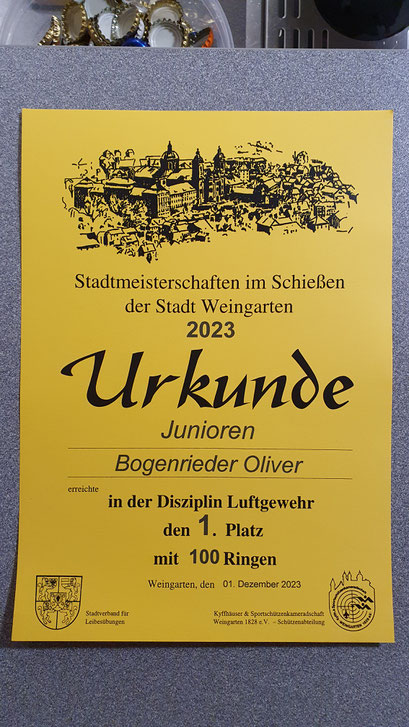 Stadtmeisterschaften im Schießen
der Stadt Weingarten
2023
Urkunde
Junioren
Bogenrieder Oliver
erreichte
in der Disziplin Luftgewehr
den 1. Platz
mit 100 Ringen
Weingarten, den 01. Dezember 2023
Stadtverband für
Leibesübungen
Kyffhäuser & Sportschützenkameradschaft
Weingarten 1828 e.V. - Schützenabteilung